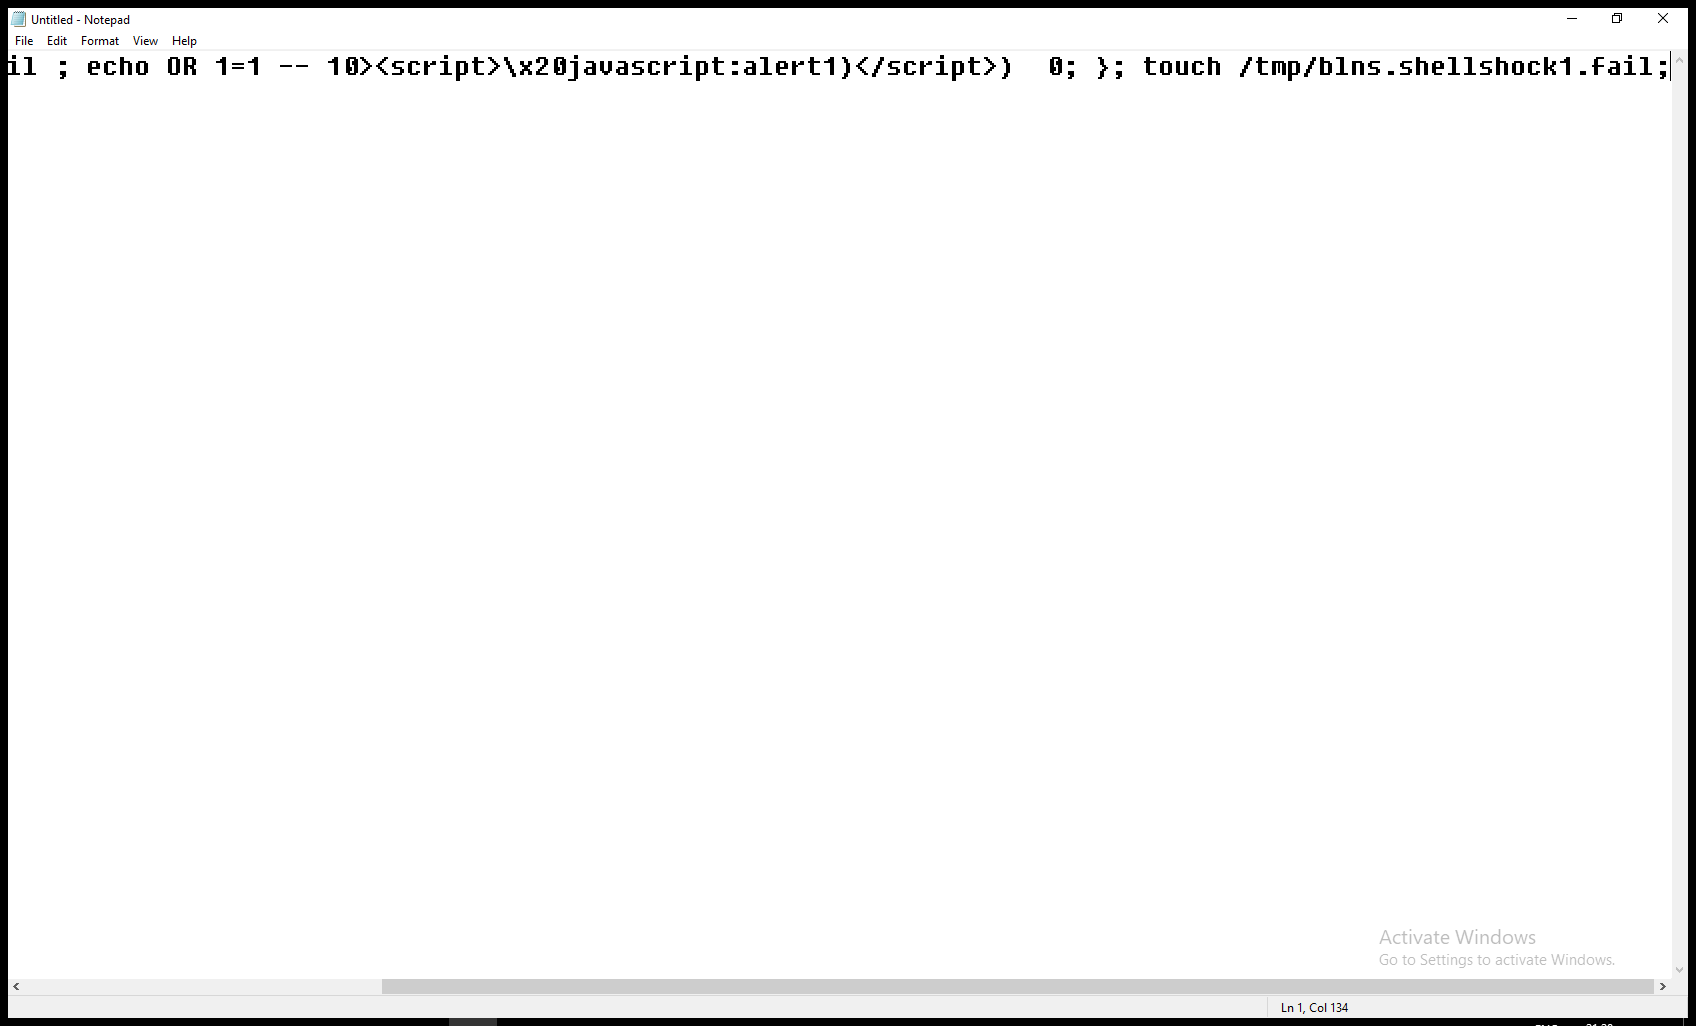 Untitled - Notepad
File Edit Format View Help
il ; echo OR 1=1 -- 10><script>\x20javascript:alert1)</script>)  0; }; touch /tmp/blns.shellshock1.fail;
Activate Windows
Go to Settings to activate Windows.
Ln 1, Col 134